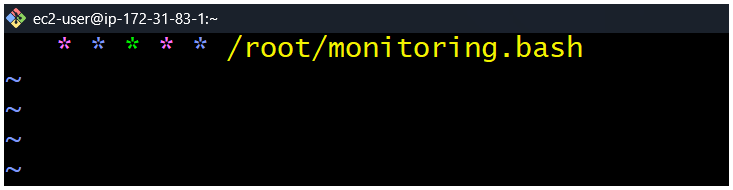 ec2-user@ip-172-31-83-1:~
* * * * * /root/monitoring.bash
~
~
~
~